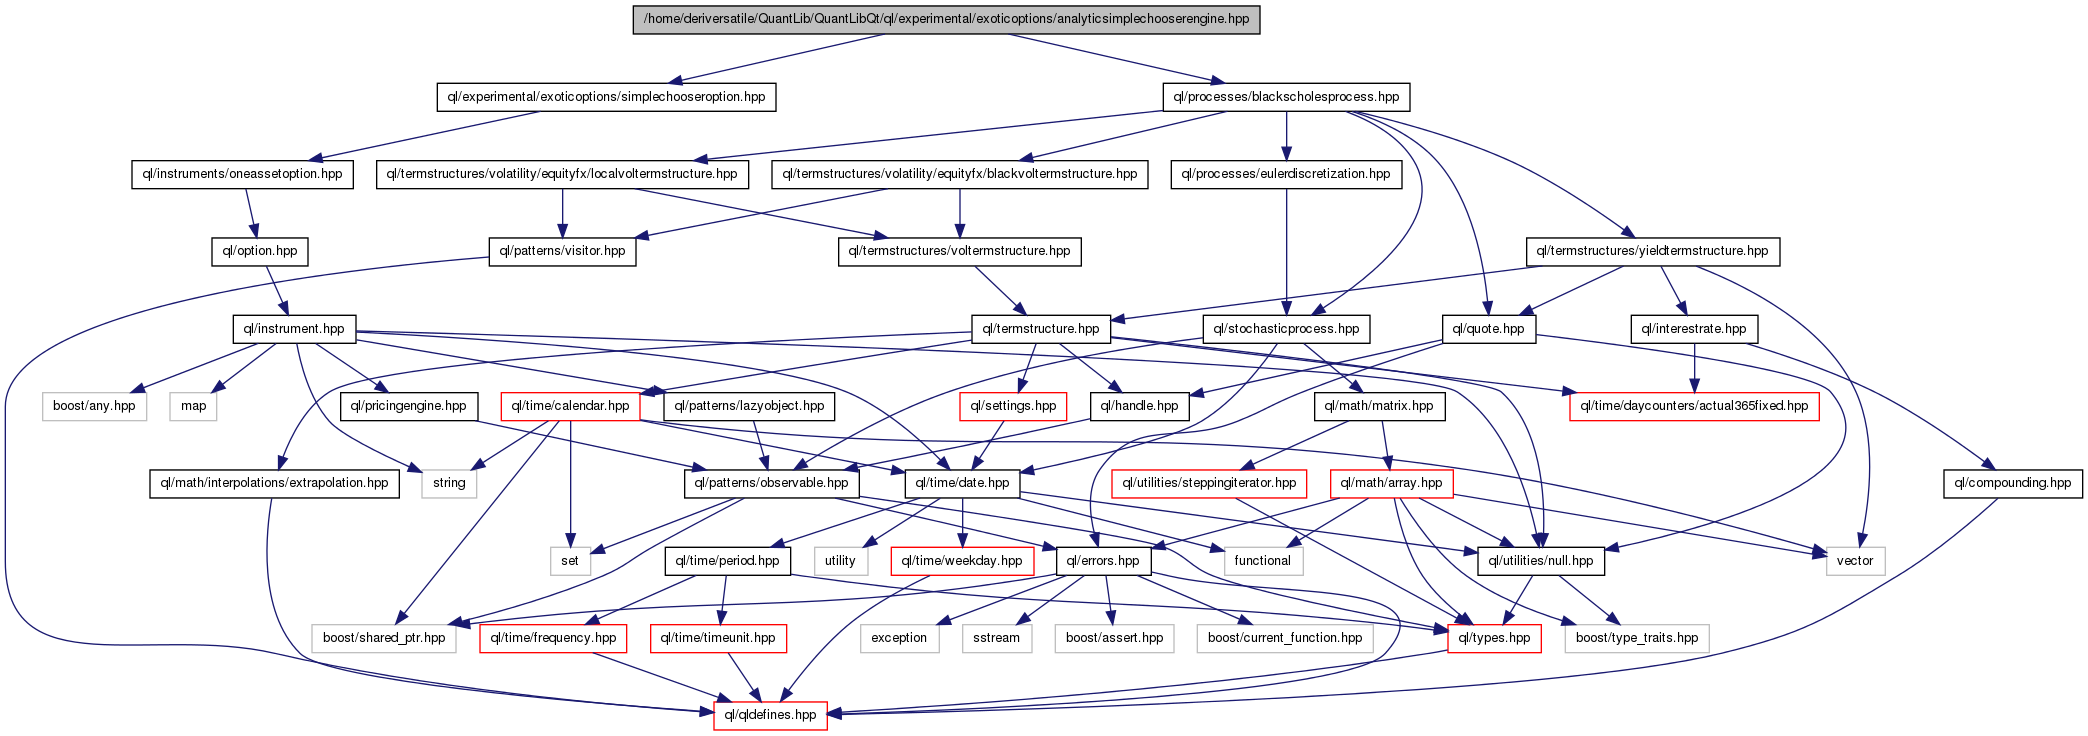 /home/deriversatile/QuantLib/QuantLibQt/ql/experimental/exoticoptions/analyticsimplechooserengine.hpp
ql/experimental/exoticoptions/simplechooseroption.hpp
ql/processes/blackscholesprocess.hpp
ql/instruments/oneassetoption.hpp
ql/termstructures/volatility/equityfx/localvoltermstructure.hpp
ql/termstructures/volatility/equityfx/blackvoltermstructure.hpp
ql/processes/eulerdiscretization.hpp
ql/option.hpp
ql/patterns/visitor.hpp
ql/termstructures/voltermstructure.hpp
ql/termstructures/yieldtermstructure.hpp
ql/instrument.hpp
ql/termstructure.hpp
ql/stochasticprocess.hpp
ql/quote.hpp
ql/interestrate.hpp
boost/any.hpp
map
ql/pricingengine.hpp
ql/time/calendar.hpp
ql/patterns/lazyobject.hpp
ql/settings.hpp
ql/handle.hpp
ql/math/matrix.hpp
ql/time/daycounters/actual365fixed.hpp
ql/math/interpolations/extrapolation.hpp
string
ql/patterns/observable.hpp
ql/time/date.hpp
ql/utilities/steppingiterator.hpp
ql/math/array.hpp
ql/compounding.hpp
set
ql/time/period.hpp
utility
ql/time/weekday.hpp
ql/errors.hpp
functional
ql/utilities/null.hpp
vector
boost/shared_ptr.hpp
ql/time/frequency.hpp
ql/time/timeunit.hpp
exception
sstream
boost/assert.hpp
boost/current_function.hpp
ql/types.hpp
boost/type_traits.hpp
ql/qldefines.hpp